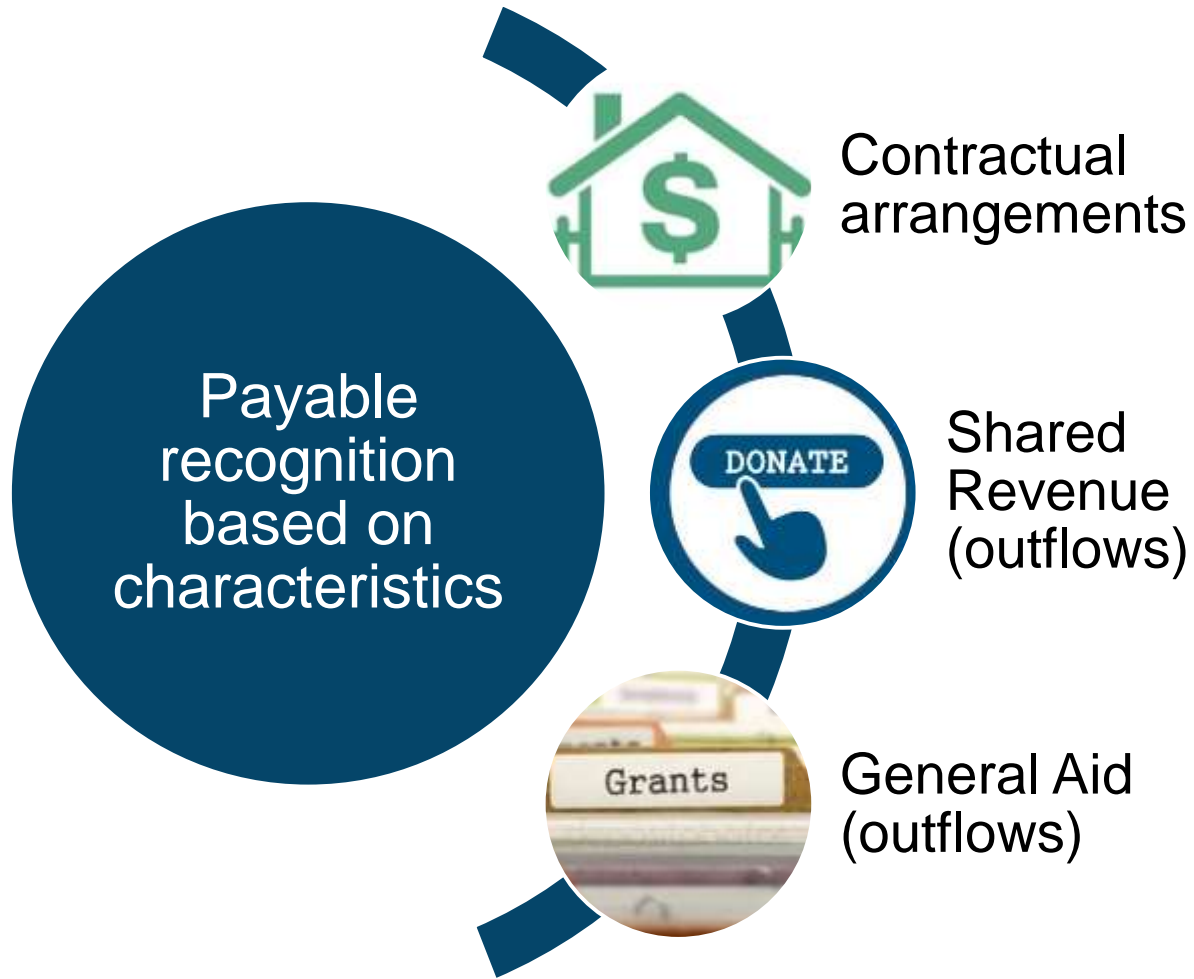 Payable
recognition
based on
characteristics
$
Contractual
arrangements
DONATE
Shared
Revenue
(outflows)
Grants
General Aid
(outflows)